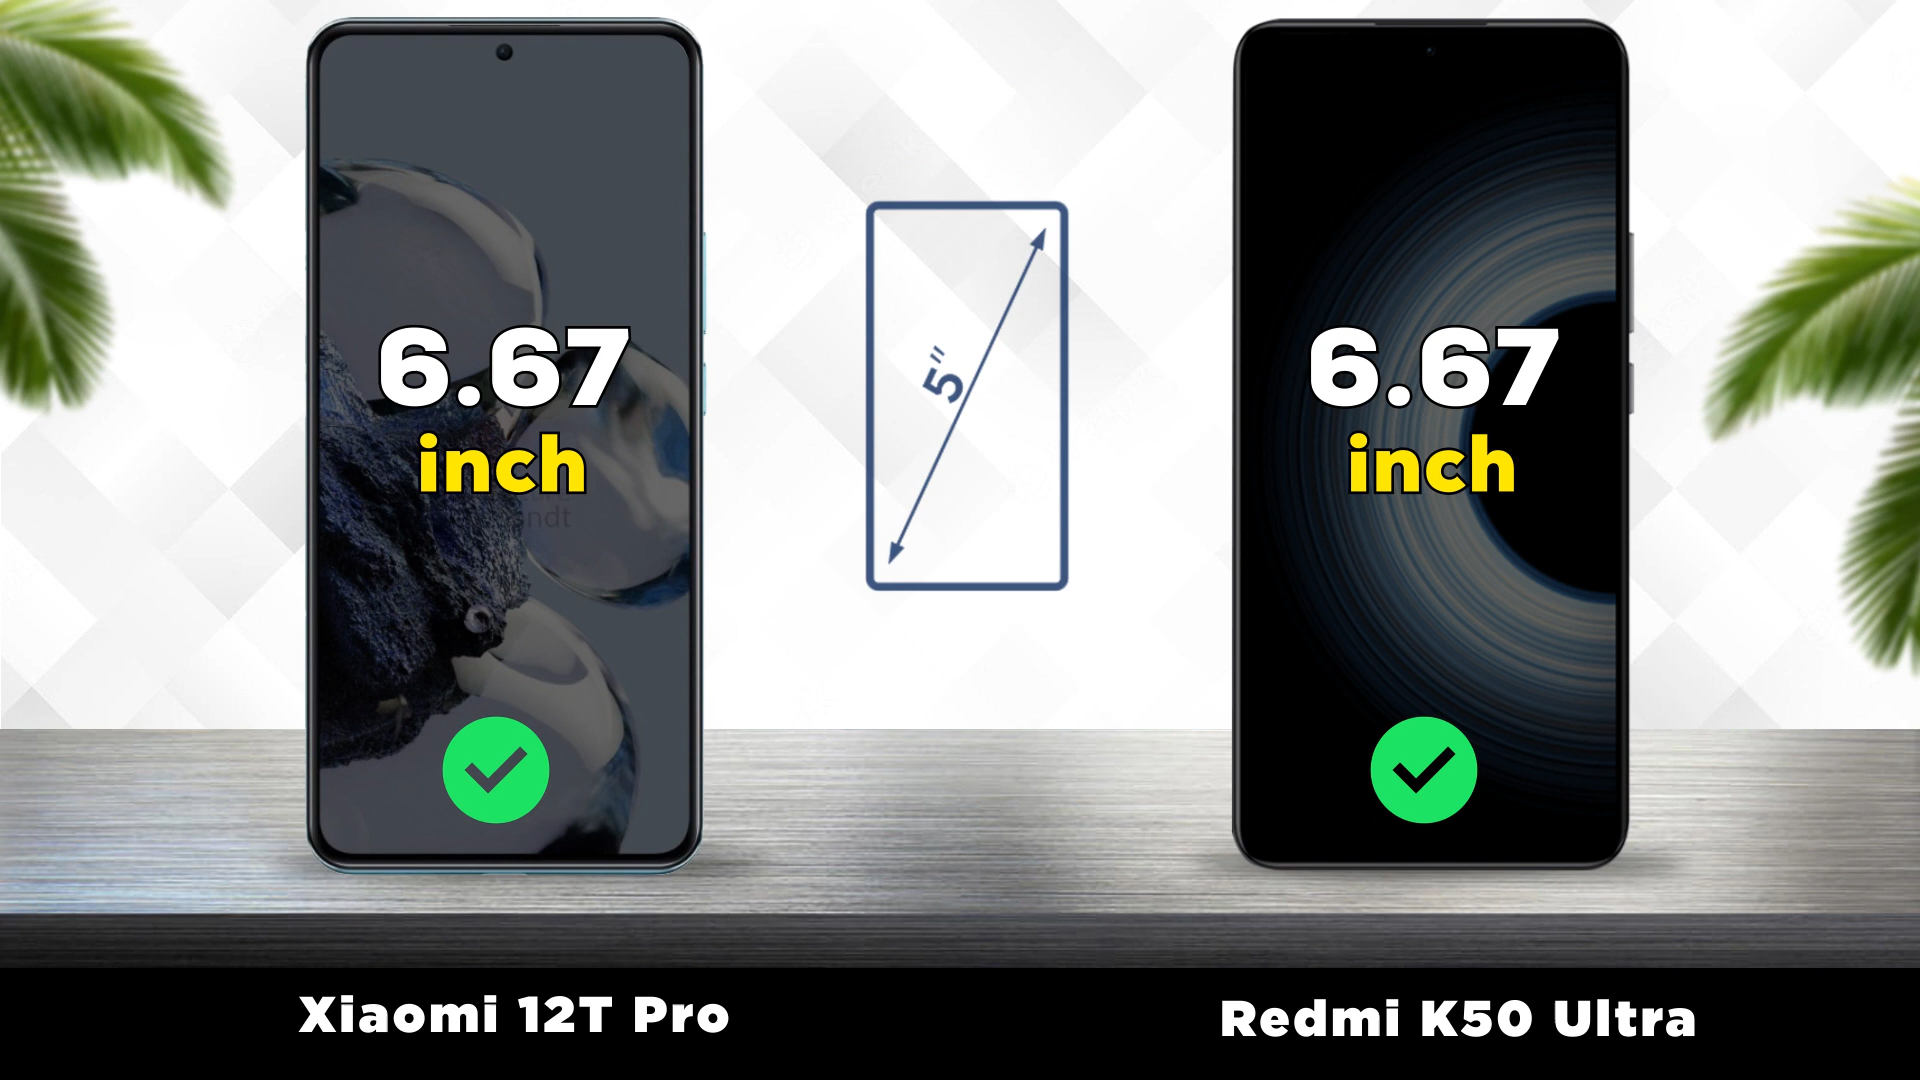 6.67
inch
5"
6.67
inch
Xiaomi 12T Pro
Redmi K50 Ultra